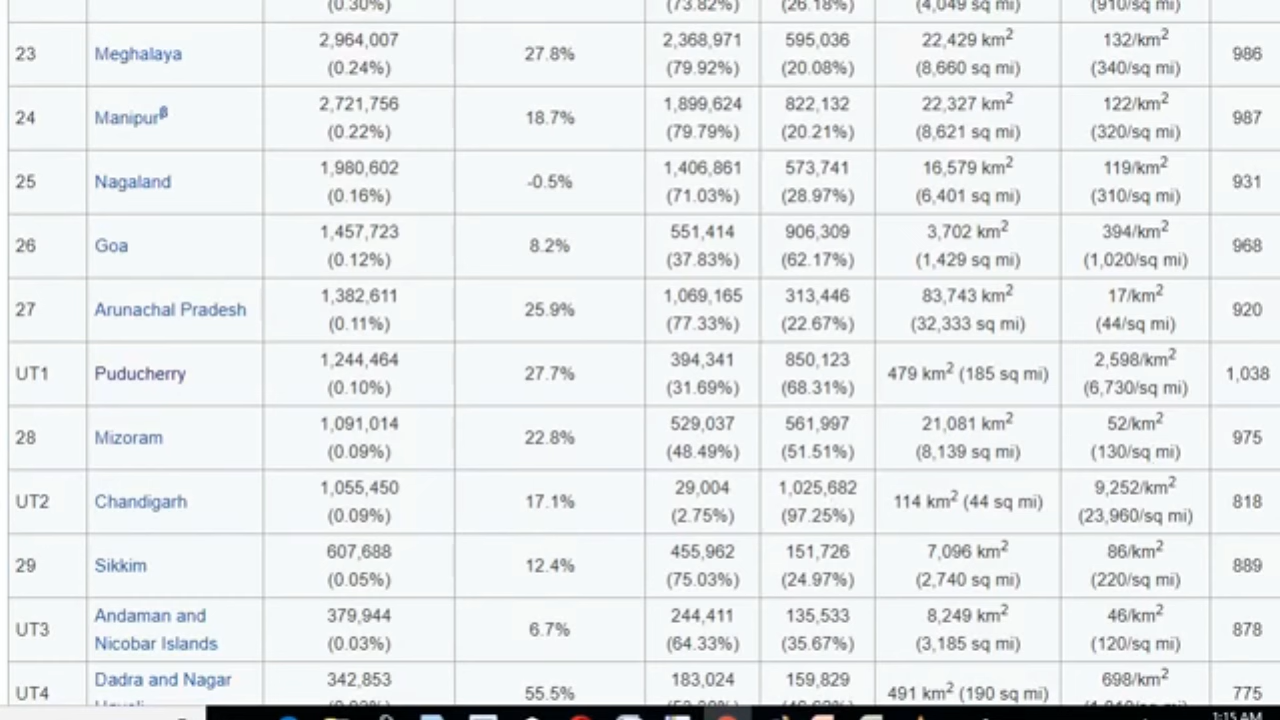 (0.30%) (73.82%) (26.18%) (4,049 sq mi) (910/sq mi)
23 Meghalaya 2,964,007 (0.24%) 27.8% 2,368,971 (79.92%) 595,036 (20.08%) 22,429 km2 (8,660 sq mi) 132/km2 (340/sq mi) 986
24 Manipurβ 2,721,756 (0.22%) 18.7% 1,899,624 (79.79%) 822,132 (20.21%) 22,327 km2 (8,621 sq mi) 122/km2 (320/sq mi) 987
25 Nagaland 1,980,602 (0.16%) -0.5% 1,406,861 (71.03%) 573,741 (28.97%) 16,579 km2 (6,401 sq mi) 119/km2 (310/sq mi) 931
26 Goa 1,457,723 (0.12%) 8.2% 551,414 (37.83%) 906,309 (62.17%) 3,702 km2 (1,429 sq mi) 394/km2 (1,020/sq mi) 968
27 Arunachal Pradesh 1,382,611 (0.11%) 25.9% 1,069,165 (77.33%) 313,446 (22.67%) 83,743 km2 (32,333 sq mi) 17/km2 (44/sq mi) 920
UT1 Puducherry 1,244,464 (0.10%) 27.7% 394,341 (31.69%) 850,123 (68.31%) 479 km2 (185 sq mi) 2,598/km2 (6,730/sq mi) 1,038
28 Mizoram 1,091,014 (0.09%) 22.8% 529,037 (48.49%) 561,997 (51.51%) 21,081 km2 (8,139 sq mi) 52/km2 (130/sq mi) 975
UT2 Chandigarh 1,055,450 (0.09%) 17.1% 29,004 (2.75%) 1,025,682 (97.25%) 114 km2 (44 sq mi) 9,252/km2 (23,960/sq mi) 818
29 Sikkim 607,688 (0.05%) 12.4% 455,962 (75.03%) 151,726 (24.97%) 7,096 km2 (2,740 sq mi) 86/km2 (220/sq mi) 889
UT3 Andaman and Nicobar Islands 379,944 (0.03%) 6.7% 244,411 (64.33%) 135,533 (35.67%) 8,249 km2 (3,185 sq mi) 46/km2 (120/sq mi) 878
UT4 Dadra and Nagar 342,853 55.5% 183,024 159,829 491 km2 (190 sq mi) 698/km2 775
1:15 AM